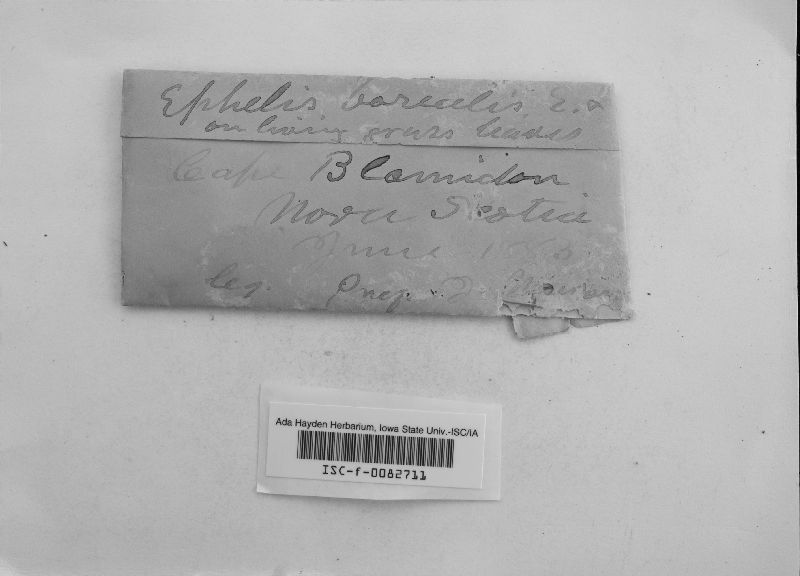 Ephelis borealis E. &
on living grass leaves
Cape Blomidon
Nova Scotia
June
leg. Prep.
Ada Hayden Herbarium, Iowa State Univ.-ISC/IA
ISC-f-0082711